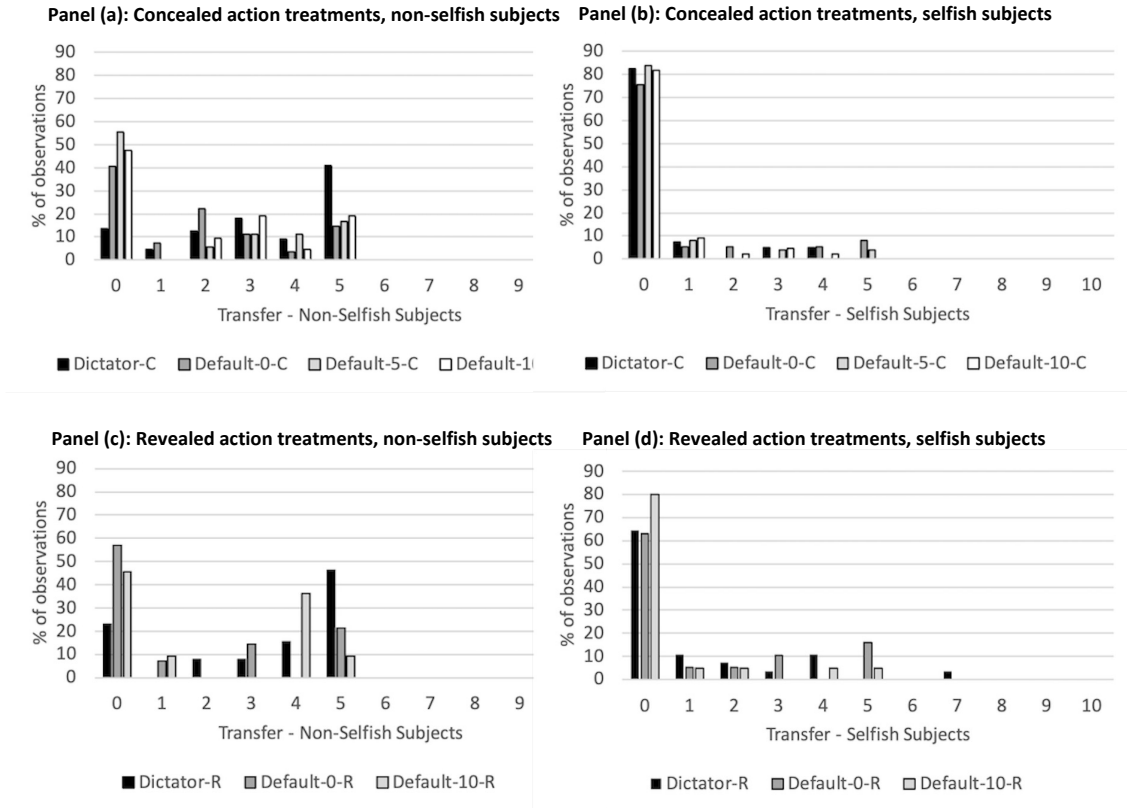 Panel (a): Concealed action treatments, non-selfish subjects
90
80
70
60
50
40
30
20
10
0
% of observations
0 1 2 3 4 5 6 7 8 9
Transfer - Non-Selfish Subjects
Dictator-C Default-0-C Default-5-C Default-1
Panel (b): Concealed action treatments, selfish subjects
90
80
70
60
50
40
30
20
10
0
% of observations
0 1 2 3 4 5 6 7 8 9 10
Transfer - Selfish Subjects
Dictator-C Default-0-C Default-5-C Default-10-C
Panel (c): Revealed action treatments, non-selfish subjects
90
80
70
60
50
40
30
20
10
0
% of observations
0 1 2 3 4 5 6 7 8 9
Transfer - Non-Selfish Subjects
Dictator-R Default-0-R Default-10-R
Panel (d): Revealed action treatments, selfish subjects
90
80
70
60
50
40
30
20
10
0
% of observations
0 1 2 3 4 5 6 7 8 9 10
Transfer - Selfish Subjects
Dictator-R Default-0-R Default-10-R